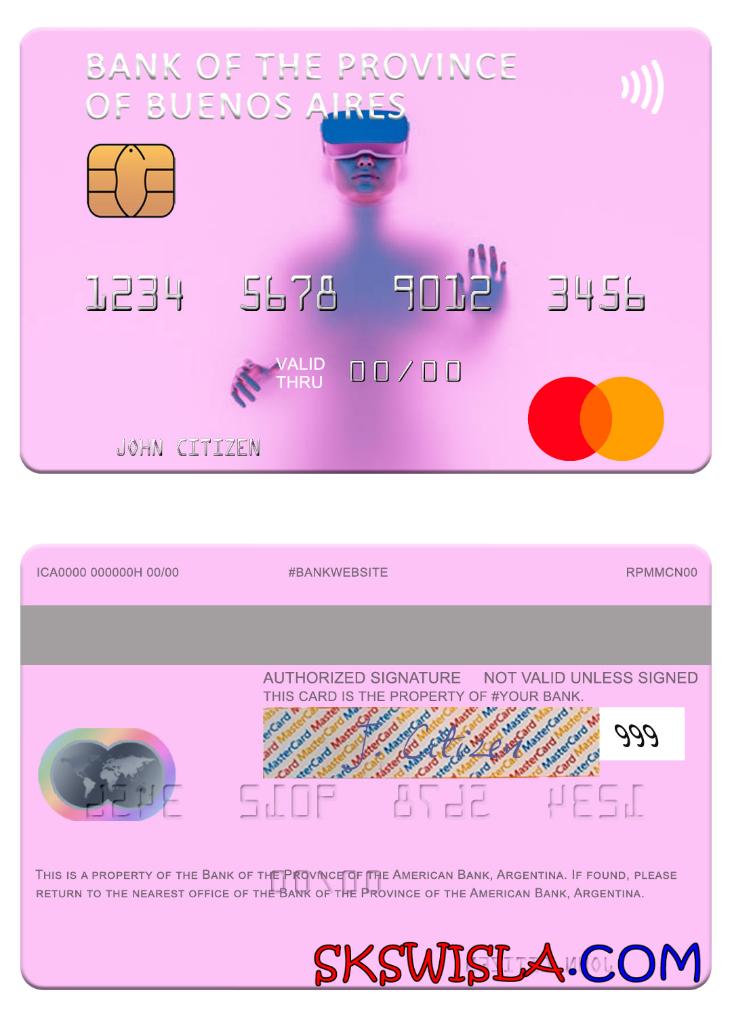 BANK OF THE PROVINCE
OF BUENOS AIRES
1234 5678 9012 3456
VALID
THRU 00/00
JOHN CITIZEN
ICA0000 000000H 00/00 #BANKWEBSITE RPMMCN00
AUTHORIZED SIGNATURE NOT VALID UNLESS SIGNED
THIS CARD IS THE PROPERTY OF #YOUR BANK.
MasterCard MasterCard MasterCard
J Citizen
999
THIS IS A PROPERTY OF THE BANK OF THE PROVINCE OF THE AMERICAN BANK, ARGENTINA. IF FOUND, PLEASE
RETURN TO THE NEAREST OFFICE OF THE BANK OF THE PROVINCE OF THE AMERICAN BANK, ARGENTINA.
SKSWISLA.COM